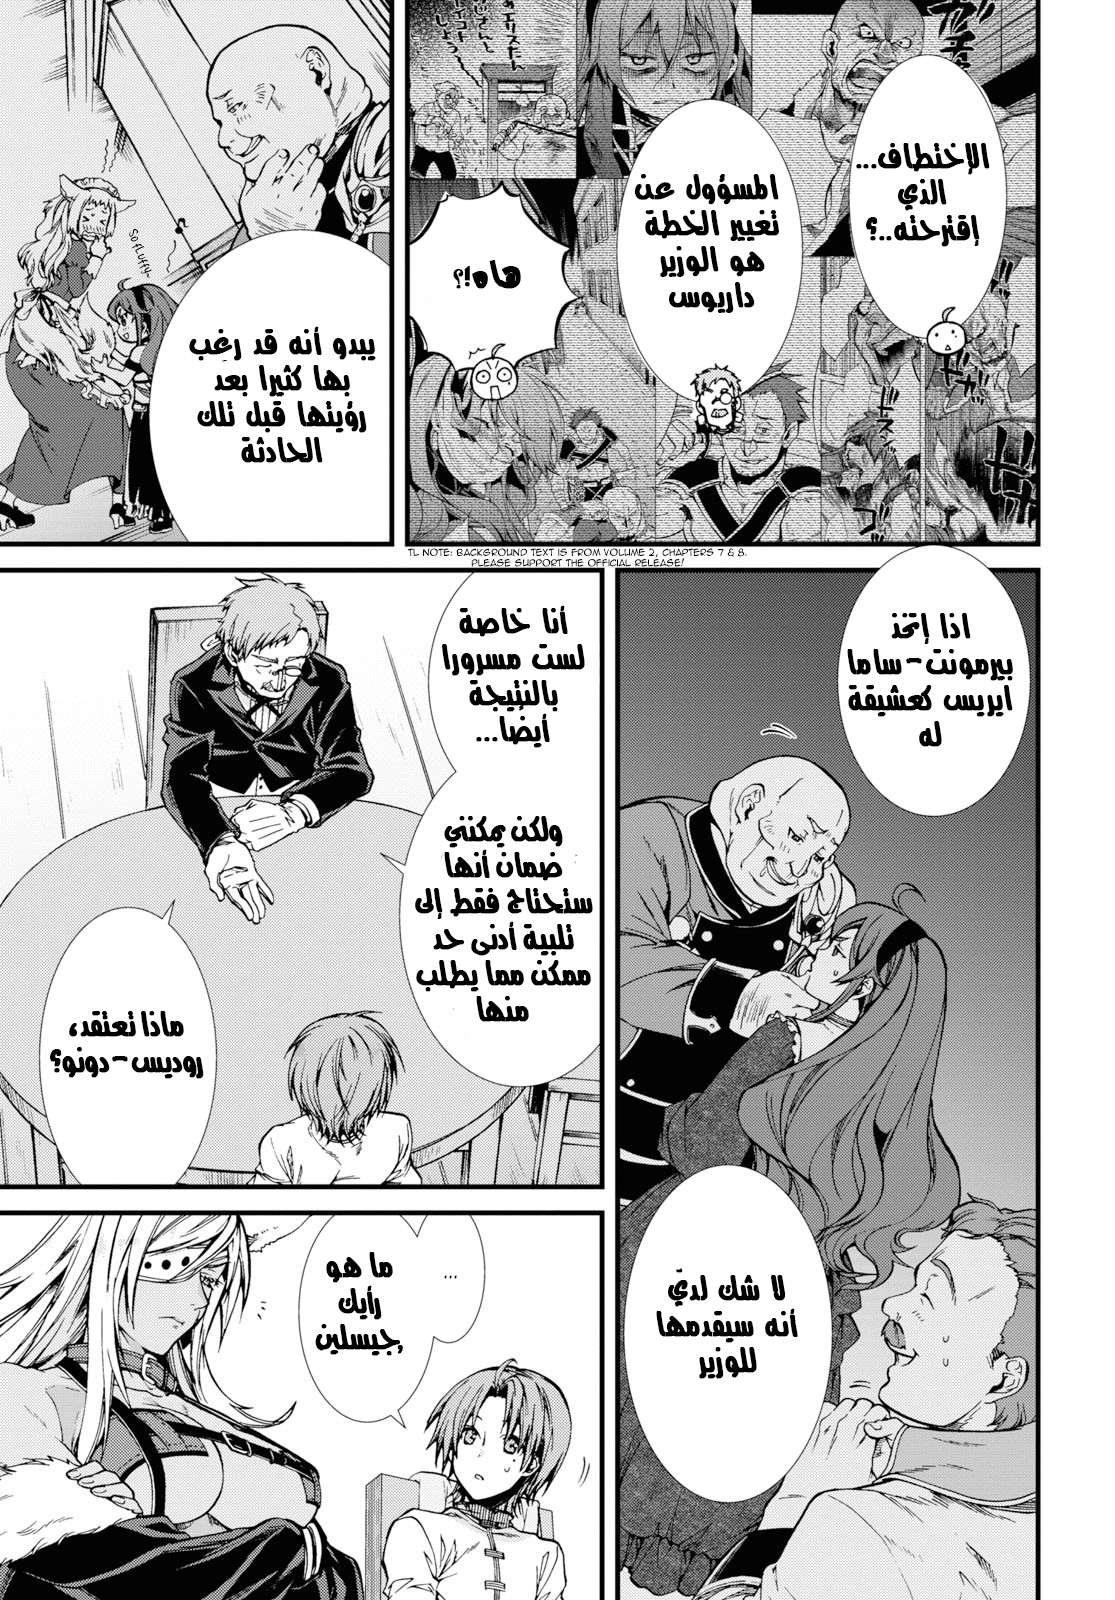 الإختطاف...
الذي
إقترحته..؟
المسؤول عن
تغيير الخطة
هو الوزير
داريوس
هاه!؟
يبدو أنه قد رغب
بها كثيرا بعد
رؤيتها قبل تلك
الحادثة
So fluffy~
TL NOTE: BACKGROUND TEXT IS FROM VOLUME 2, CHAPTERS 7 & 8.
PLEASE SUPPORT THE OFFICIAL RELEASE!
اذا إتخذ
بيرمونت-ساما
ايريس كعشيقة
له
لا شك لديّ
أنه سيقدمها
للوزير
أنا خاصة
لست مسرورا
بالنتيجة
أيضًا...
ولكن يمكنني
ضمان أنها
ستحتاج فقط إلى
تلبية أدنى حد
ممكن مما يطلب
منها
ماذا تعتقد،
روديس-دونو؟
...
ما هو
رأيك
جيسلين,